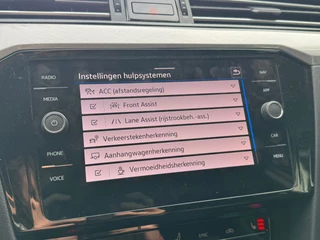 Instellingen hulpsystemen
RADIO
NAV
ACC (afstandsregeling)
MEDIA
APP
Front Assist
Lane Assist (rijstrookbeh.-ass.)
Verkeerstekenherkenning
CAR
PHONE
Aanhangwagenherkenning
MENU
VOICE
Vermoeidheidsherkenning